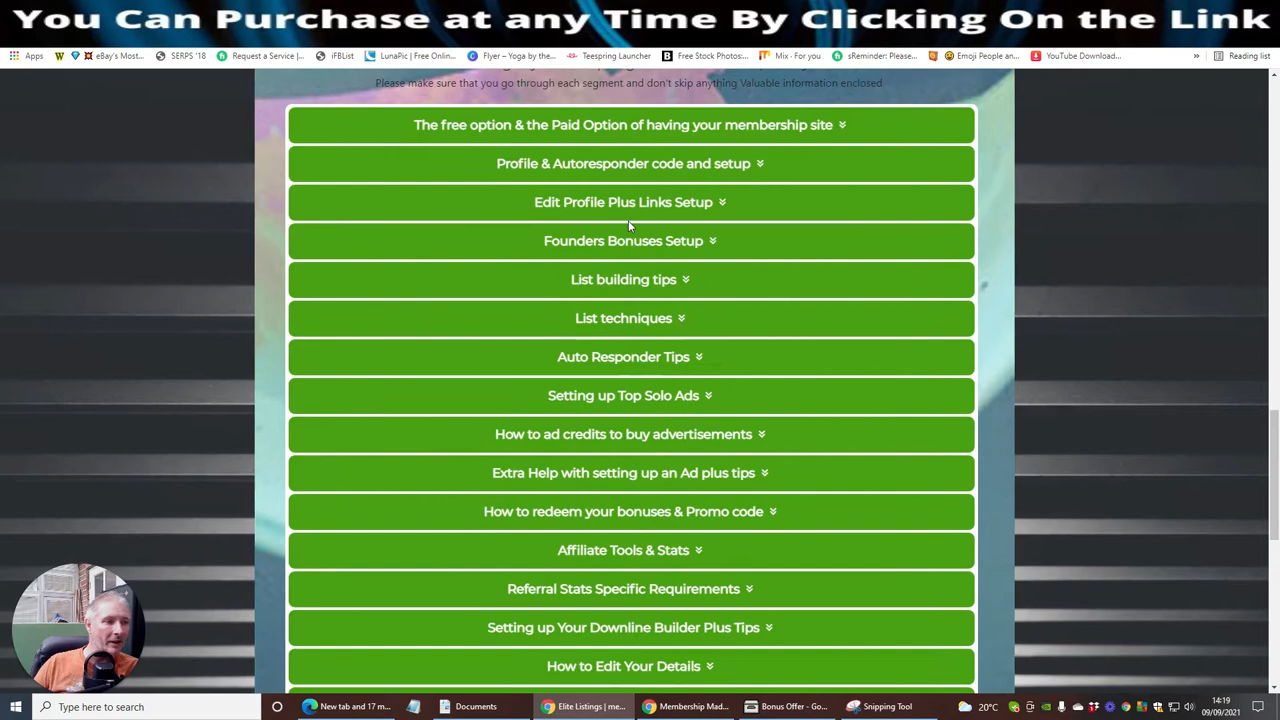 You Can Purchase at any Time By Clicking On the Link
Apps
eBay's Most...
SERPS '18
Request a Service |...
iFBList
LunaPic | Free Onlin...
Flyer – Yoga by the...
Teespring Launcher
Free Stock Photos:...
Mix · For you
sReminder: Please...
Emoji People an...
YouTube Download...
»
Reading list
Please make sure that you go through each segment and don't skip anything Valuable information enclosed
The free option & the Paid Option of having your membership site
Profile & Autoresponder code and setup
Edit Profile Plus Links Setup
Founders Bonuses Setup
List building tips
List techniques
Auto Responder Tips
Setting up Top Solo Ads
How to ad credits to buy advertisements
Extra Help with setting up an Ad plus tips
How to redeem your bonuses & Promo code
Affiliate Tools & Stats
Referral Stats Specific Requirements
Setting up Your Downline Builder Plus Tips
How to Edit Your Details
Type here to search
New tab and 17 m...
Documents
Elite Listings | me...
Membership Mad...
Bonus Offer - Go...
Snipping Tool
20°C
14:19
09/09/2021